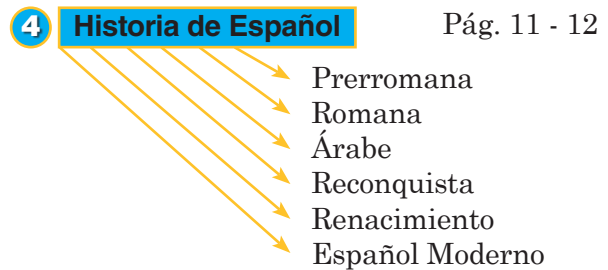 4 Historia de Español Pág. 11 - 12
Prerromana
Romana
Árabe
Reconquista
Renacimiento
Español Moderno